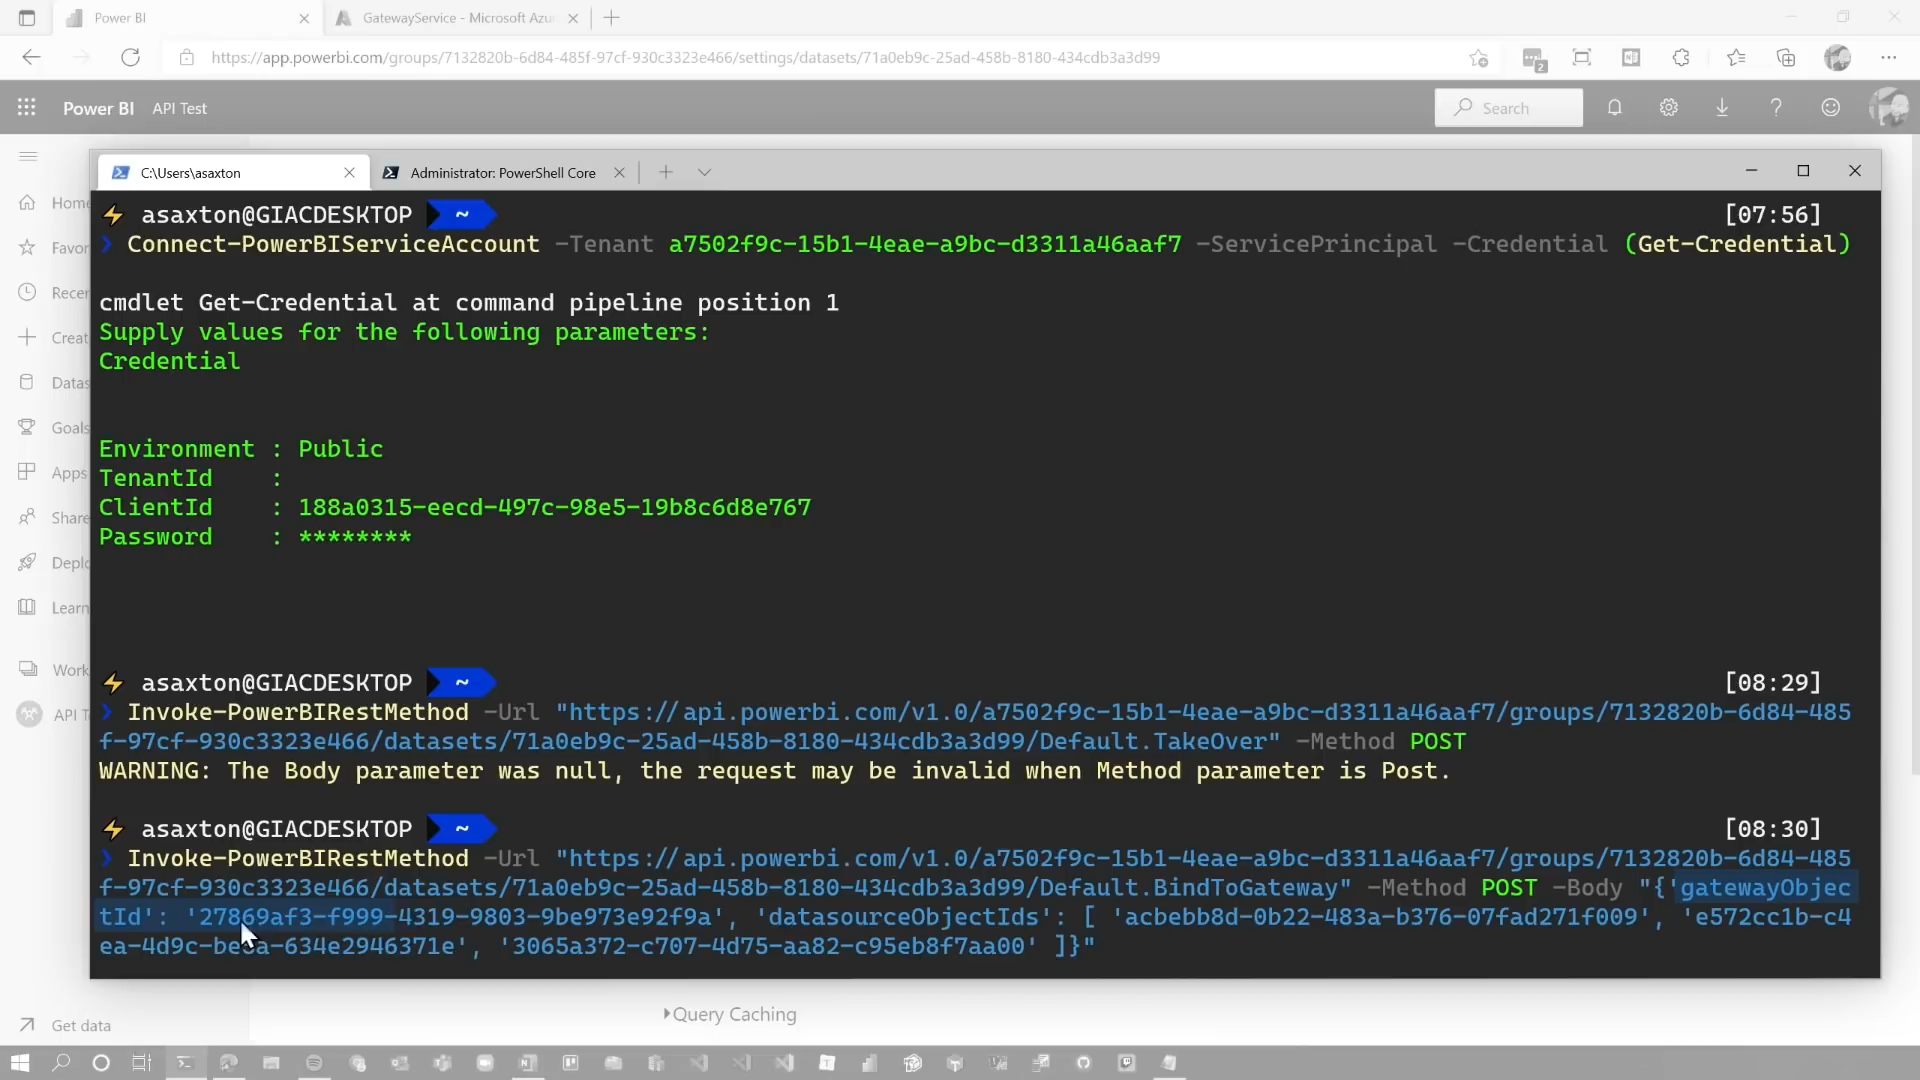 Power BI
GatewayService - Microsoft Azu
https://app.powerbi.com/groups/7132820b-6d84-485f-97cf-930c3323e466/settings/datasets/71a0eb9c-25ad-458b-8180-434cdb3a3d99
2
Power BI API Test
Search
C:\Users\asaxton
Administrator: PowerShell Core
Home
Favor
Recen
Creat
Datas
Goals
Apps
Share
Deplo
Learn
Work
API T
Get data
asaxton@GIACDESKTOP ~ [07:56]
❯ Connect-PowerBIServiceAccount -Tenant a7502f9c-15b1-4eae-a9bc-d3311a46aaf7 -ServicePrincipal -Credential (Get-Credential)
cmdlet Get-Credential at command pipeline position 1
Supply values for the following parameters:
Credential
Environment : Public
TenantId :
ClientId : 188a0315-eecd-497c-98e5-19b8c6d8e767
Password : ********
asaxton@GIACDESKTOP ~ [08:29]
❯ Invoke-PowerBIRestMethod -Url "https://api.powerbi.com/v1.0/a7502f9c-15b1-4eae-a9bc-d3311a46aaf7/groups/7132820b-6d84-485
f-97cf-930c3323e466/datasets/71a0eb9c-25ad-458b-8180-434cdb3a3d99/Default.TakeOver" -Method POST
WARNING: The Body parameter was null, the request may be invalid when Method parameter is Post.
asaxton@GIACDESKTOP ~ [08:30]
❯ Invoke-PowerBIRestMethod -Url "https://api.powerbi.com/v1.0/a7502f9c-15b1-4eae-a9bc-d3311a46aaf7/groups/7132820b-6d84-485
f-97cf-930c3323e466/datasets/71a0eb9c-25ad-458b-8180-434cdb3a3d99/Default.BindToGateway" -Method POST -Body "{'gatewayObjec
tId': '27869af3-f999-4319-9803-9be973e92f9a', 'datasourceObjectIds': [ 'acbebb8d-0b22-483a-b376-07fad271f009', 'e572cc1b-c4
ea-4d9c-be8a-634e2946371e', '3065a372-c707-4d75-aa82-c95eb8f7aa00' ]}"
Query Caching